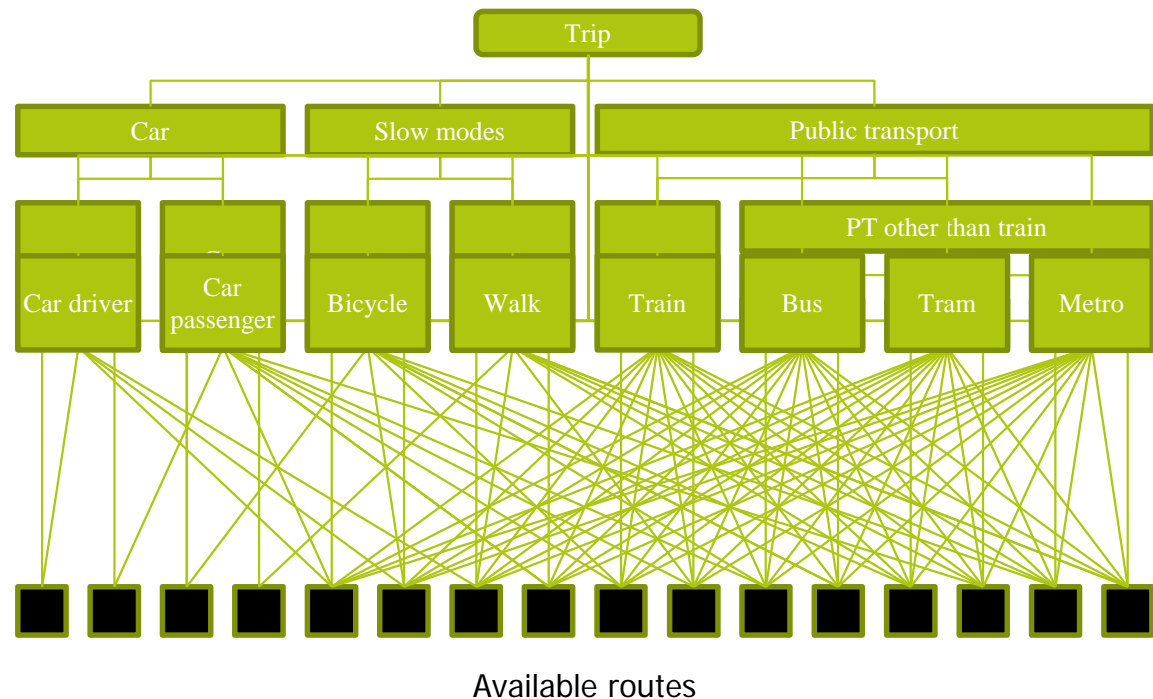 Trip
Car
Slow modes
Public transport
PT other than train
Car driver
Car
passenger
Bicycle
Walk
Train
Bus
Tram
Metro
Available routes